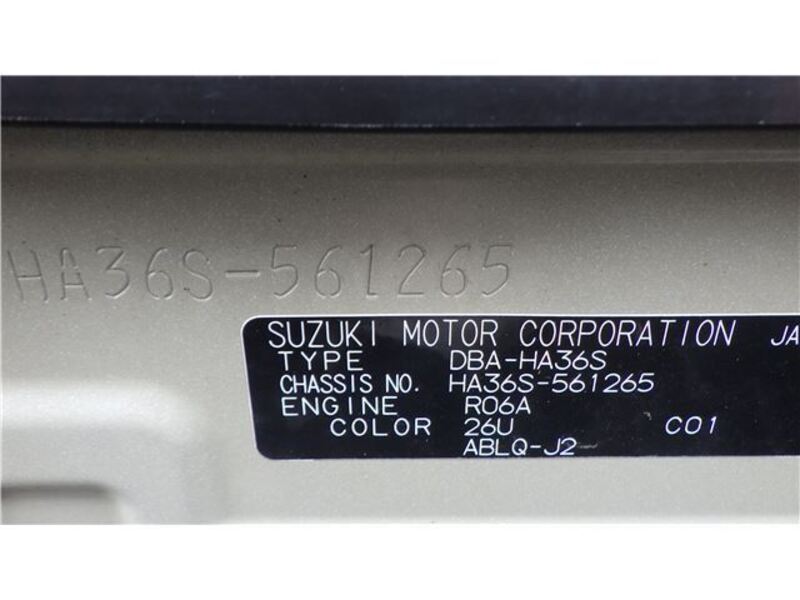 HA36S-561265
SUZUKI MOTOR CORPORATION JA
TYPE DBA-HA36S
CHASSIS NO. HA36S-561265
ENGINE R06A
COLOR 26U C01
ABLQ-J2